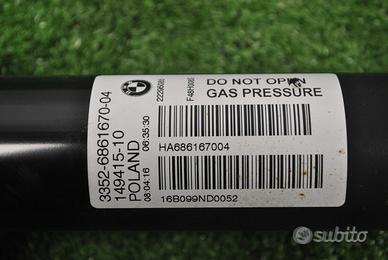 BMW
3352-6861670-04
149415-10
POLAND
08:04:16
06:35:30
DO NOT OPEN
GAS PRESSURE
HA686167004
16B099ND0052
subito